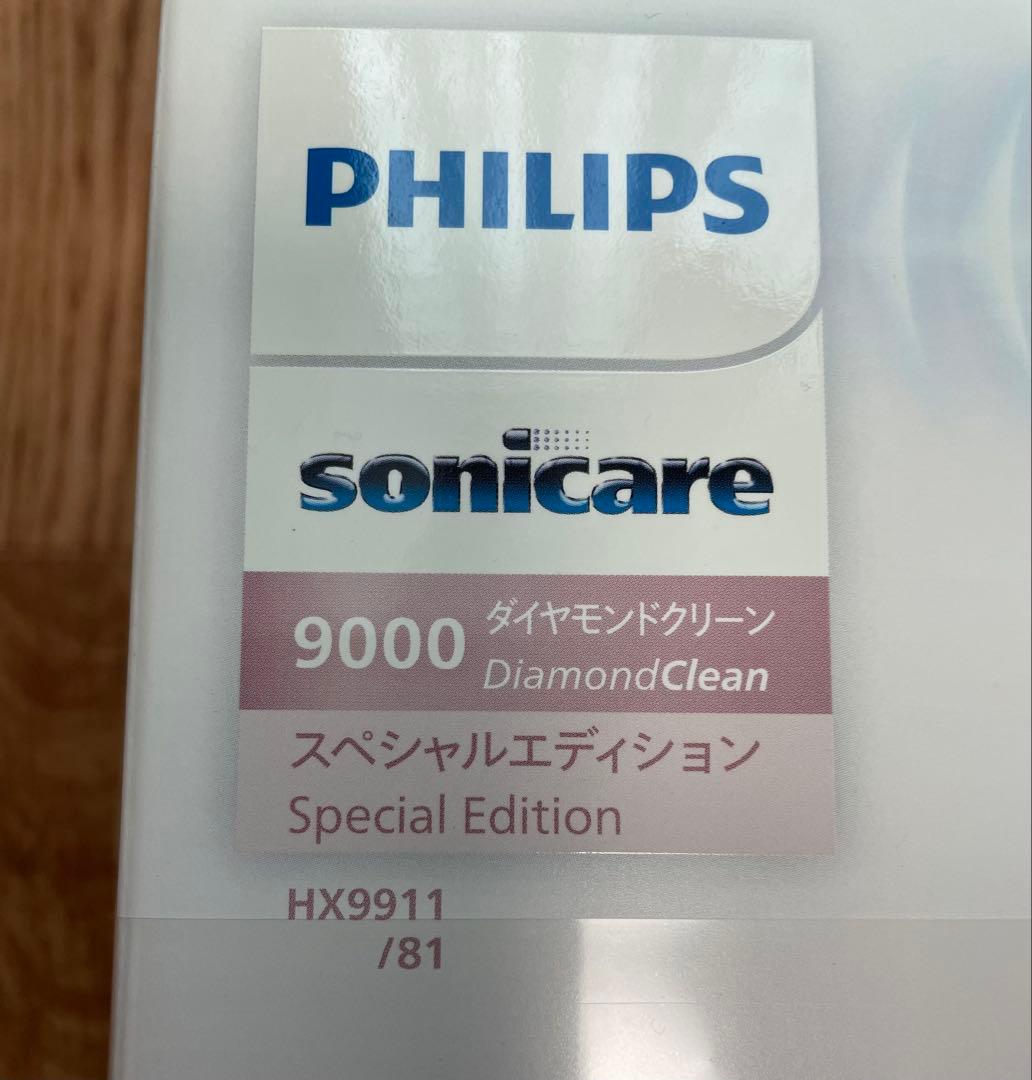 PHILIPS
sonicare
9000
ダイヤモンドクリーン
DiamondClean
スペシャルエディション
Special Edition
HX9911
/81